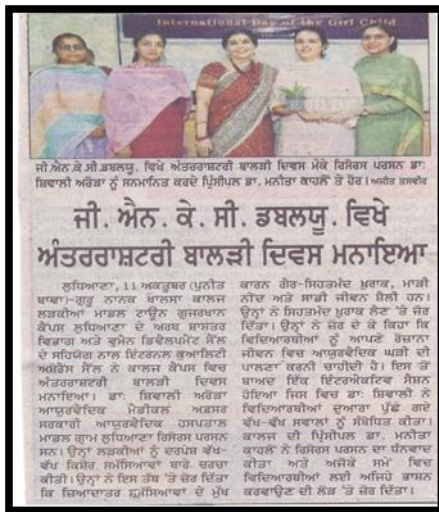 International Day of the Girl Child
ਜੀ.ਐਨ.ਕੇ.ਸੀ.ਡਬਲਯੂ. ਵਿਖੇ ਅੰਤਰਰਾਸ਼ਟਰੀ ਬਾਲੜੀ ਦਿਵਸ ਮੌਕੇ ਰਿਸੋਰਸ ਪਰਸਨ ਡਾ:
ਸ਼ਿਵਾਲੀ ਅਰੋੜਾ ਨੂੰ ਸਨਮਾਨਿਤ ਕਰਦੇ ਪ੍ਰਿੰਸੀਪਲ ਡਾ. ਮਨੀਤਾ ਕਾਹਲੋਂ ਤੇ ਹੋਰ। ਅਜੀਤ ਤਸਵੀਰ
ਜੀ. ਐਨ. ਕੇ. ਸੀ. ਡਬਲਯੂ. ਵਿਖੇ
ਅੰਤਰਰਾਸ਼ਟਰੀ ਬਾਲੜੀ ਦਿਵਸ ਮਨਾਇਆ
ਲੁਧਿਆਣਾ, 11 ਅਕਤੂਬਰ (ਪੁਨੀਤ
ਬਾਵਾ)-ਗੁਰੂ ਨਾਨਕ ਖਾਲਸਾ ਕਾਲਜ
ਲੜਕੀਆਂ ਮਾਡਲ ਟਾਊਨ ਗੁਜਰਖਾਨ
ਕੈਂਪਸ ਲੁਧਿਆਣਾ ਦੇ ਅਰਥ ਸ਼ਾਸਤਰ
ਵਿਭਾਗ ਅਤੇ ਵੂਮੈਨ ਡਿਵੈਲਪਮੈਂਟ ਸੈੱਲ
ਦੇ ਸਹਿਯੋਗ ਨਾਲ ਇੰਟਰਨਲ ਕੁਆਲਿਟੀ
ਅਸ਼ੋਰੈਂਸ ਸੈੱਲ ਨੇ ਕਾਲਜ ਕੈਂਪਸ ਵਿਚ
ਅੰਤਰਰਾਸ਼ਟਰੀ ਬਾਲੜੀ ਦਿਵਸ
ਮਨਾਇਆ। ਡਾ: ਸ਼ਿਵਾਲੀ ਅਰੋੜਾ
ਆਯੁਰਵੈਦਿਕ ਮੈਡੀਕਲ ਅਫ਼ਸਰ
ਸਰਕਾਰੀ ਆਯੁਰਵੈਦਿਕ ਹਸਪਤਾਲ
ਮਾਡਲ ਗ੍ਰਾਮ ਲੁਧਿਆਣਾ ਰਿਸੋਰਸ ਪਰਸਨ
ਸਨ। ਉਨ੍ਹਾਂ ਲੜਕੀਆਂ ਨੂੰ ਦਰਪੇਸ਼ ਵੱਖ-
ਵੱਖ ਕਿਸ਼ੋਰ ਸਮੱਸਿਆਵਾਂ ਬਾਰੇ ਚਰਚਾ
ਕੀਤੀ। ਉਨ੍ਹਾਂ ਨੇ ਇਸ ਤੱਥ 'ਤੇ ਜ਼ੋਰ ਦਿੱਤਾ
ਕਿ ਜ਼ਿਆਦਾਤਰ ਸਮੱਸਿਆਵਾਂ ਦੇ ਮੁੱਖ
ਕਾਰਨ ਗੈਰ-ਸਿਹਤਮੰਦ ਖ਼ੁਰਾਕ, ਮਾੜੀ
ਨੀਂਦ ਅਤੇ ਸਾਡੀ ਜੀਵਨ ਸ਼ੈਲੀ ਹਨ।
ਉਨ੍ਹਾਂ ਨੇ ਸਿਹਤਮੰਦ ਖ਼ੁਰਾਕ ਲੈਣ 'ਤੇ ਜ਼ੋਰ
ਦਿੱਤਾ। ਉਨ੍ਹਾਂ ਨੇ ਜ਼ੋਰ ਦੇ ਕੇ ਕਿਹਾ ਕਿ
ਵਿਦਿਆਰਥੀਆਂ ਨੂੰ ਆਪਣੇ ਰੋਜ਼ਾਨਾ
ਜੀਵਨ ਵਿਚ ਆਯੁਰਵੈਦਿਕ ਘੜੀ ਦੀ
ਪਾਲਣਾ ਕਰਨੀ ਚਾਹੀਦੀ ਹੈ। ਇਸ ਤੋਂ
ਬਾਅਦ ਇੱਕ ਇੰਟਰਐਕਟਿਵ ਸੈਸ਼ਨ
ਹੋਇਆ ਜਿਸ ਵਿਚ ਡਾ: ਸ਼ਿਵਾਲੀ ਨੇ
ਵਿਦਿਆਰਥੀਆਂ ਦੁਆਰਾ ਪੁੱਛੇ ਗਏ
ਵੱਖ-ਵੱਖ ਸਵਾਲਾਂ ਨੂੰ ਸੰਬੋਧਿਤ ਕੀਤਾ।
ਕਾਲਜ ਦੀ ਪ੍ਰਿੰਸੀਪਲ ਡਾ. ਮਨੀਤਾ
ਕਾਹਲੋਂ ਨੇ ਰਿਸੋਰਸ ਪਰਸਨ ਦਾ ਧੰਨਵਾਦ
ਕੀਤਾ ਅਤੇ ਅਜੋਕੇ ਸਮੇਂ ਵਿਚ
ਵਿਦਿਆਰਥੀਆਂ ਲਈ ਅਜਿਹੇ ਭਾਸ਼ਨ
ਕਰਵਾਉਣ ਦੀ ਲੋੜ 'ਤੇ ਜ਼ੋਰ ਦਿੱਤਾ।